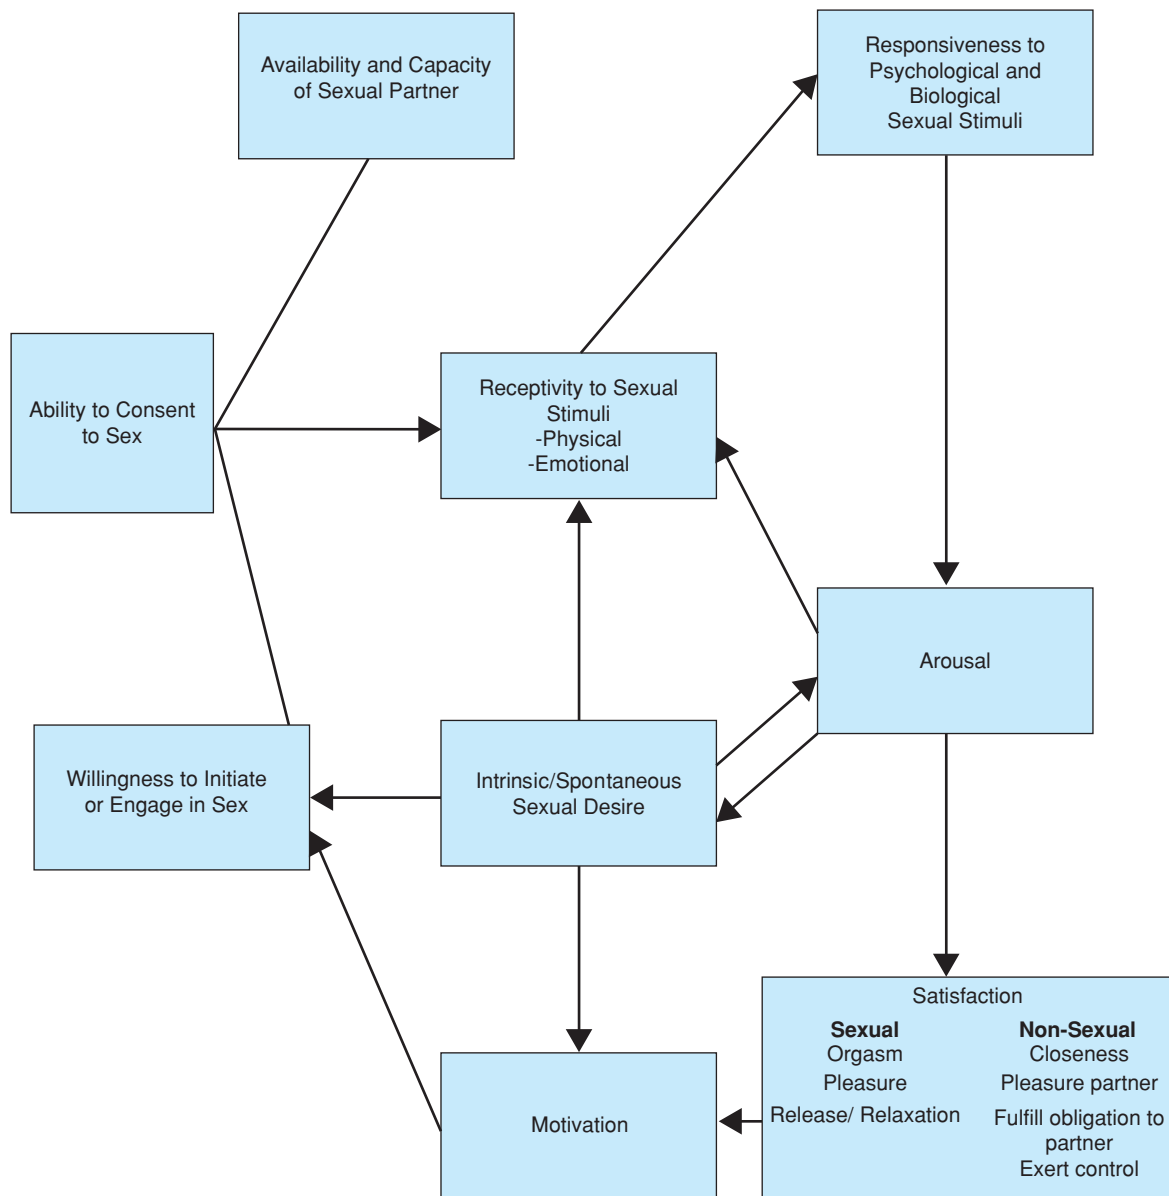 Availability and Capacity
of Sexual Partner
Responsiveness to
Psychological and
Biological
Sexual Stimuli
Ability to Consent
to Sex
Receptivity to Sexual
Stimuli
-Physical
-Emotional
Arousal
Willingness to Initiate
or Engage in Sex
Intrinsic/Spontaneous
Sexual Desire
Motivation
Satisfaction
Sexual
Orgasm
Pleasure
Release/ Relaxation
Non-Sexual
Closeness
Pleasure partner
Fulfill obligation to
partner
Exert control